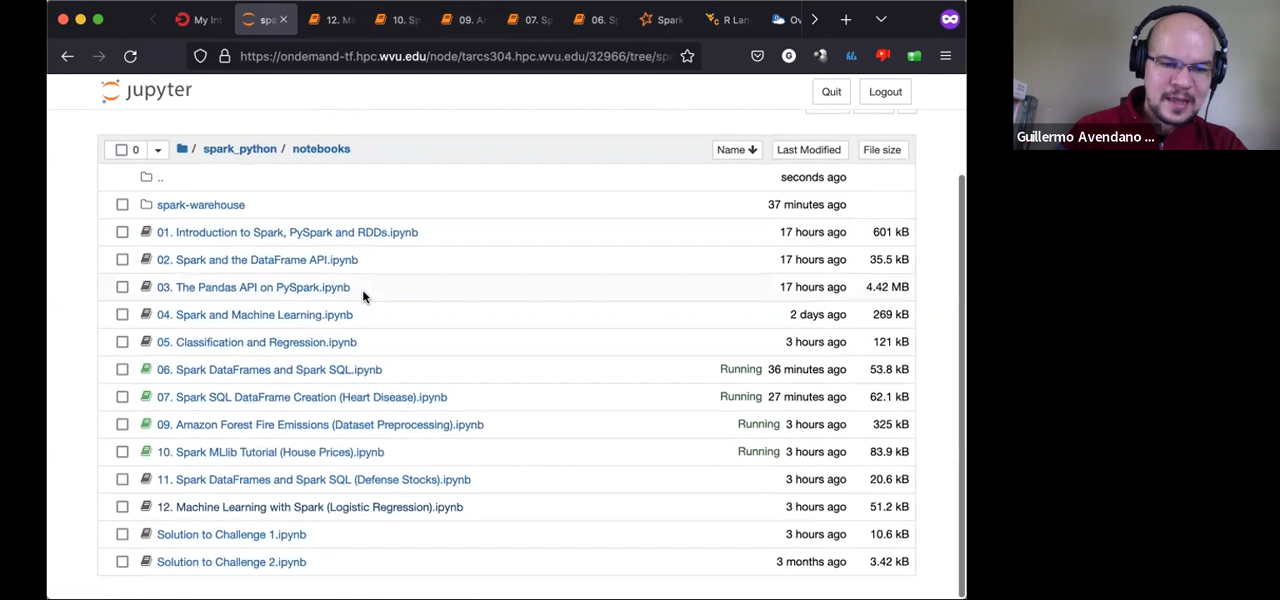 My In
spa
12. Ma
10. Sp
09. Ar
07. Sp
06. Sp
Spark
R Lan
Ov
https://ondemand-tf.hpc.wvu.edu/node/tarcs304.hpc.wvu.edu/32966/tree/sp
G
jupyter
Quit
Logout
0
/ spark_python / notebooks
Name
Last Modified
File size
..
seconds ago
spark-warehouse
37 minutes ago
01. Introduction to Spark, PySpark and RDDs.ipynb
17 hours ago
601 kB
02. Spark and the DataFrame API.ipynb
17 hours ago
35.5 kB
03. The Pandas API on PySpark.ipynb
17 hours ago
4.42 MB
04. Spark and Machine Learning.ipynb
2 days ago
269 kB
05. Classification and Regression.ipynb
3 hours ago
121 kB
06. Spark DataFrames and Spark SQL.ipynb
Running 36 minutes ago
53.8 kB
07. Spark SQL DataFrame Creation (Heart Disease).ipynb
Running 27 minutes ago
62.1 kB
09. Amazon Forest Fire Emissions (Dataset Preprocessing).ipynb
Running 3 hours ago
325 kB
10. Spark MLlib Tutorial (House Prices).ipynb
Running 3 hours ago
83.9 kB
11. Spark DataFrames and Spark SQL (Defense Stocks).ipynb
3 hours ago
20.6 kB
12. Machine Learning with Spark (Logistic Regression).ipynb
3 hours ago
51.2 kB
Solution to Challenge 1.ipynb
3 hours ago
10.6 kB
Solution to Challenge 2.ipynb
3 months ago
3.42 kB
Guillermo Avendano ...